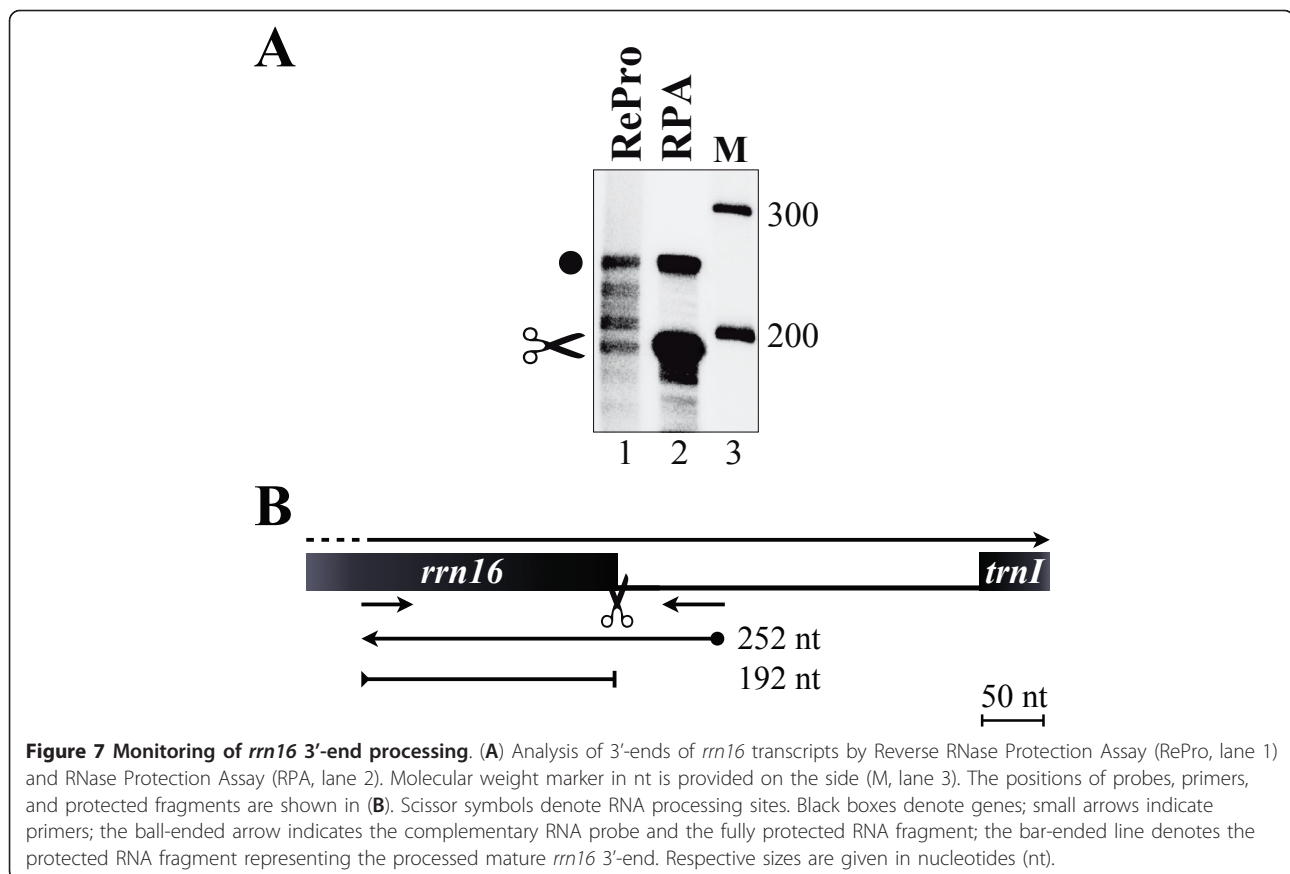 A
RePro
RPA
M
300
200
1 2 3
B
rrn16
trnI
252 nt
192 nt
50 nt
Figure 7 Monitoring of rrn16 3’-end processing. (A) Analysis of 3’-ends of rrn16 transcripts by Reverse RNase Protection Assay (RePro, lane 1)
and RNase Protection Assay (RPA, lane 2). Molecular weight marker in nt is provided on the side (M, lane 3). The positions of probes, primers,
and protected fragments are shown in (B). Scissor symbols denote RNA processing sites. Black boxes denote genes; small arrows indicate
primers; the ball-ended arrow indicates the complementary RNA probe and the fully protected RNA fragment; the bar-ended line denotes the
protected RNA fragment representing the processed mature rrn16 3’-end. Respective sizes are given in nucleotides (nt).